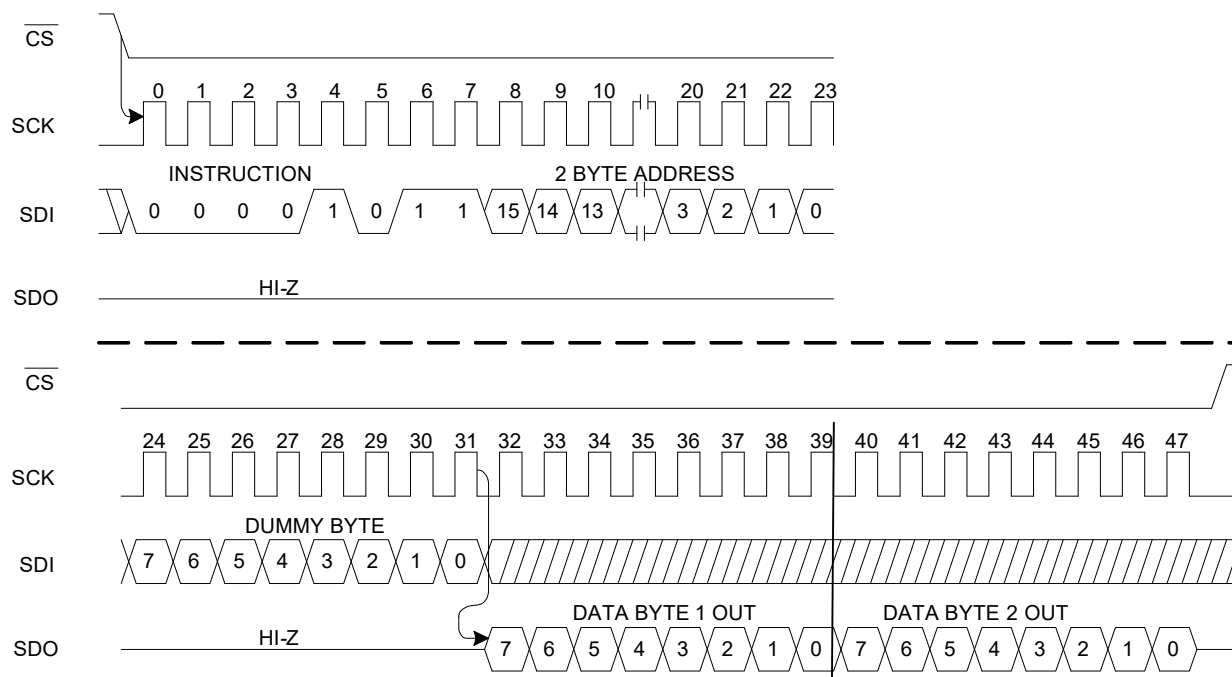 CS
0 1 2 3 4 5 6 7 8 9 10 20 21 22 23
SCK
INSTRUCTION 2 BYTE ADDRESS
SDI 0 0 0 0 1 0 1 1 15 14 13 3 2 1 0
HI-Z
SDO
CS
24 25 26 27 28 29 30 31 32 33 34 35 36 37 38 39 40 41 42 43 44 45 46 47
SCK
DUMMY BYTE
SDI 7 6 5 4 3 2 1 0
DATA BYTE 1 OUT DATA BYTE 2 OUT
HI-Z
SDO 7 6 5 4 3 2 1 0 7 6 5 4 3 2 1 0